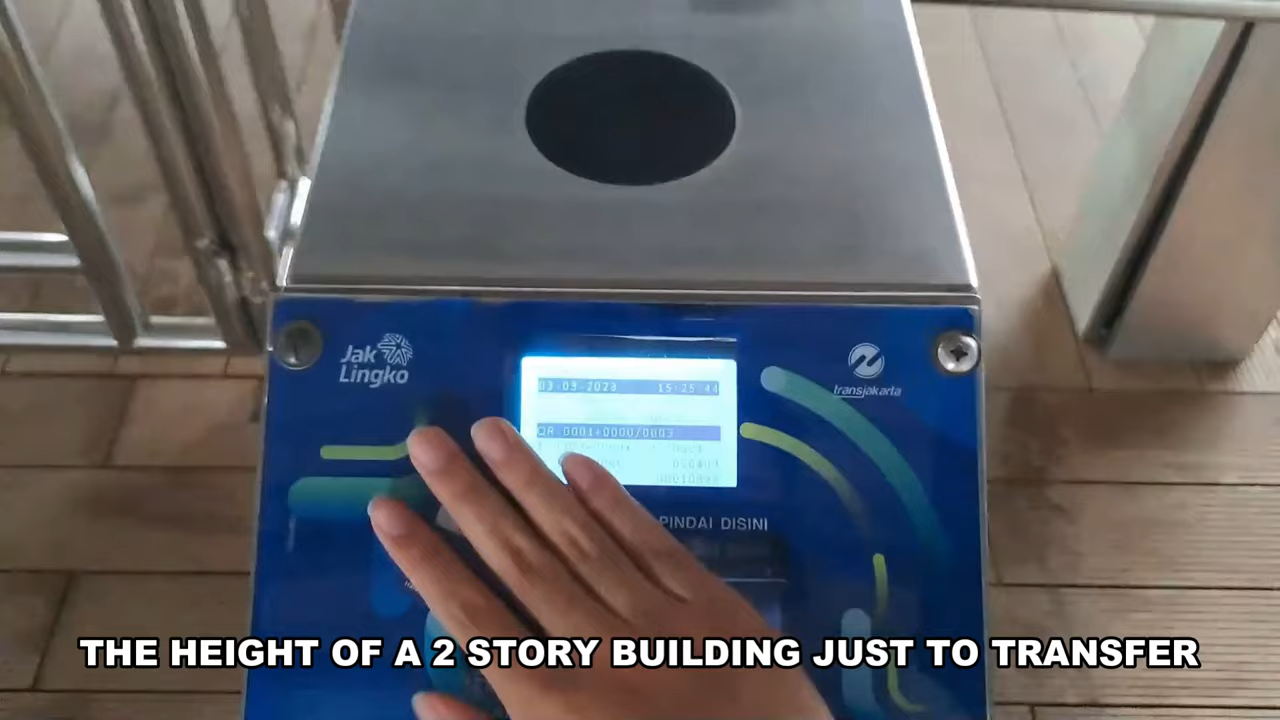 Jak
Lingko
transjakarta
03-03-2023 15:25:44
QR 0001+0000/0003
PINDAI DISINI
THE HEIGHT OF A 2 STORY BUILDING JUST TO TRANSFER